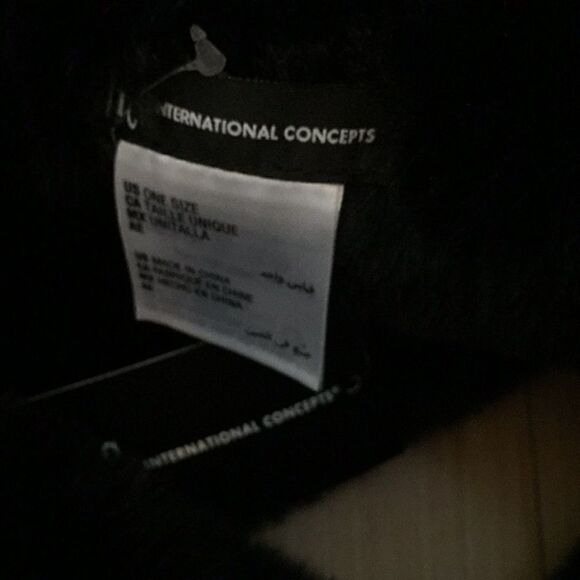 INTERNATIONAL CONCEPTS
US ONE SIZE
CA TAILLE UNIQUE
MX UNITALLA
AE
قياس واحد
US MADE IN CHINA
CA FABRIQUÉ EN CHINE
MX HECHO EN CHINA
AE
صنع في الصين
INTERNATIONAL CONCEPTS®